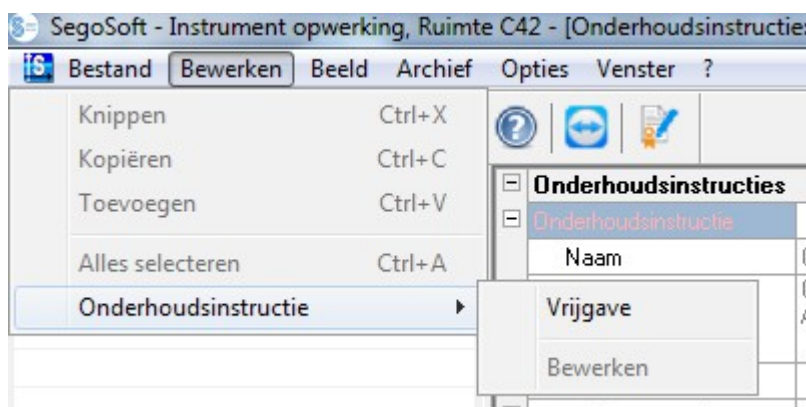 SegoSoft - Instrument opwerking, Ruimte C42 - [Onderhoudsinstructie
Bestand Bewerken Beeld Archief Opties Venster ?
Knippen Ctrl+X
Kopiëren Ctrl+C
Toevoegen Ctrl+V
Alles selecteren Ctrl+A
Onderhoudsinstructie
Vrijgave
Bewerken
Onderhoudsinstructies
Onderhoudsinstructie
Naam